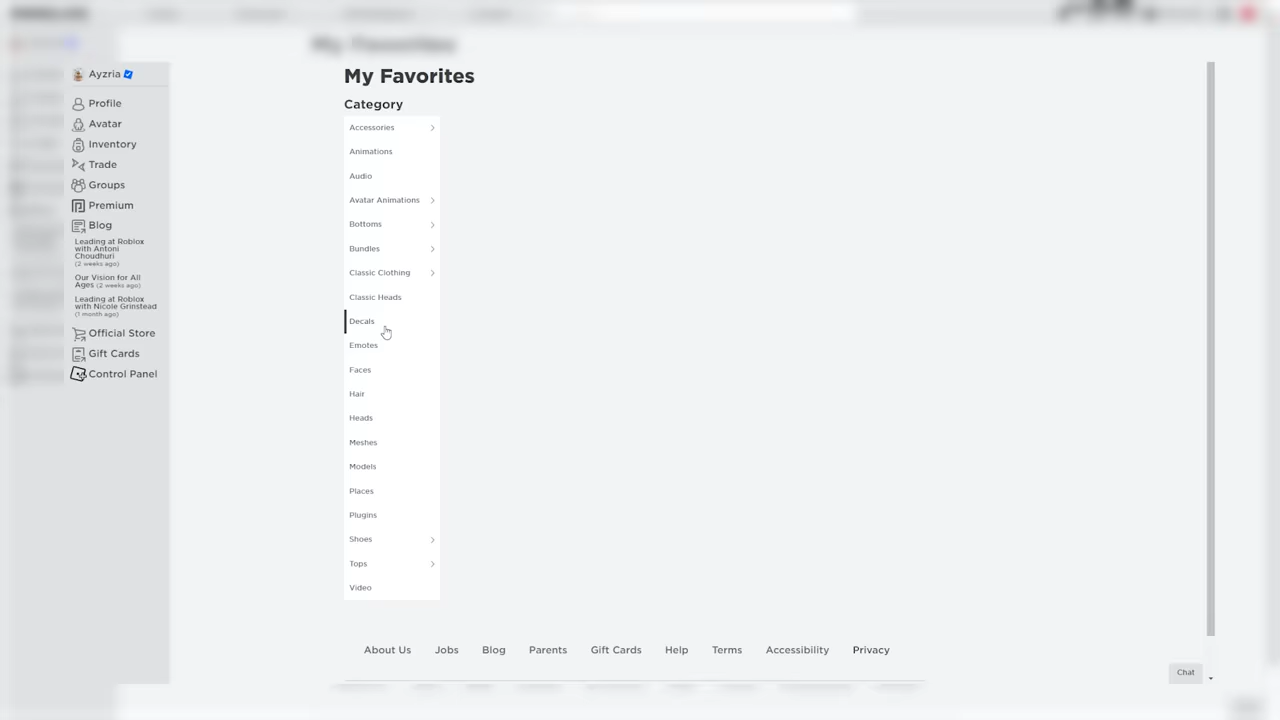 Ayzria
Profile
Avatar
Inventory
Trade
Groups
Premium
Blog
Leading at Roblox
with Antoni
Choudhuri
(2 weeks ago)
Our Vision for All
Ages (2 weeks ago)
Leading at Roblox
with Nicole Grinstead
(1 month ago)
Official Store
Gift Cards
Control Panel
My Favorites
My Favorites
Category
Accessories
Animations
Audio
Avatar Animations
Bottoms
Bundles
Classic Clothing
Classic Heads
Decals
Emotes
Faces
Hair
Heads
Meshes
Models
Places
Plugins
Shoes
Tops
Video
About Us Jobs Blog Parents Gift Cards Help Terms Accessibility Privacy
Chat